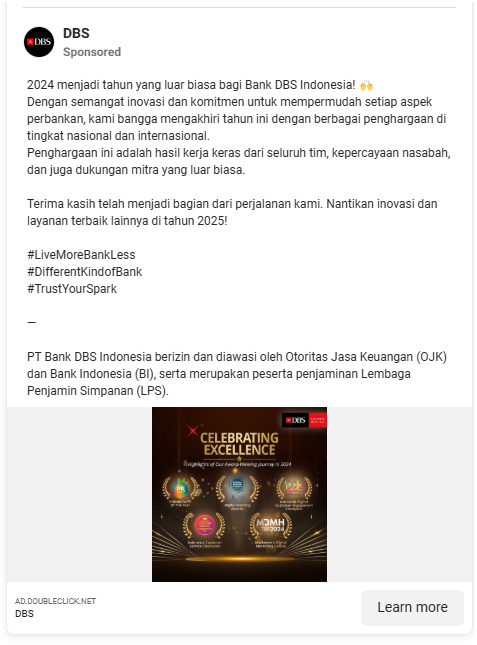 DBS
Sponsored
2024 menjadi tahun yang luar biasa bagi Bank DBS Indonesia! 🙌
Dengan semangat inovasi dan komitmen untuk mempermudah setiap aspek
perbankan, kami bangga mengakhiri tahun ini dengan berbagai penghargaan di
tingkat nasional dan internasional.
Penghargaan ini adalah hasil kerja keras dari seluruh tim, kepercayaan nasabah,
dan juga dukungan mitra yang luar biasa.
Terima kasih telah menjadi bagian dari perjalanan kami. Nantikan inovasi dan
layanan terbaik lainnya di tahun 2025!
#LiveMoreBankLess
#DifferentKindofBank
#TrustYourSpark
—
PT Bank DBS Indonesia berizin dan diawasi oleh Otoritas Jasa Keuangan (OJK)
dan Bank Indonesia (BI), serta merupakan peserta penjaminan Lembaga
Penjamin Simpanan (LPS).
DBS
CELEBRATING
EXCELLENCE
Highlights of Our Award-Winning journey in 2024
MDMH
2024
AD.DOUBLECLICK.NET
DBS
Learn more